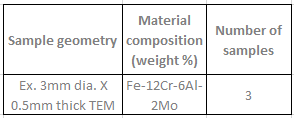 Sample geometry
Material
composition
(weight %)
Number of
samples
Ex. 3mm dia. X
0.5mm thick TEM
Fe-12Cr-6Al-
2Mo
3